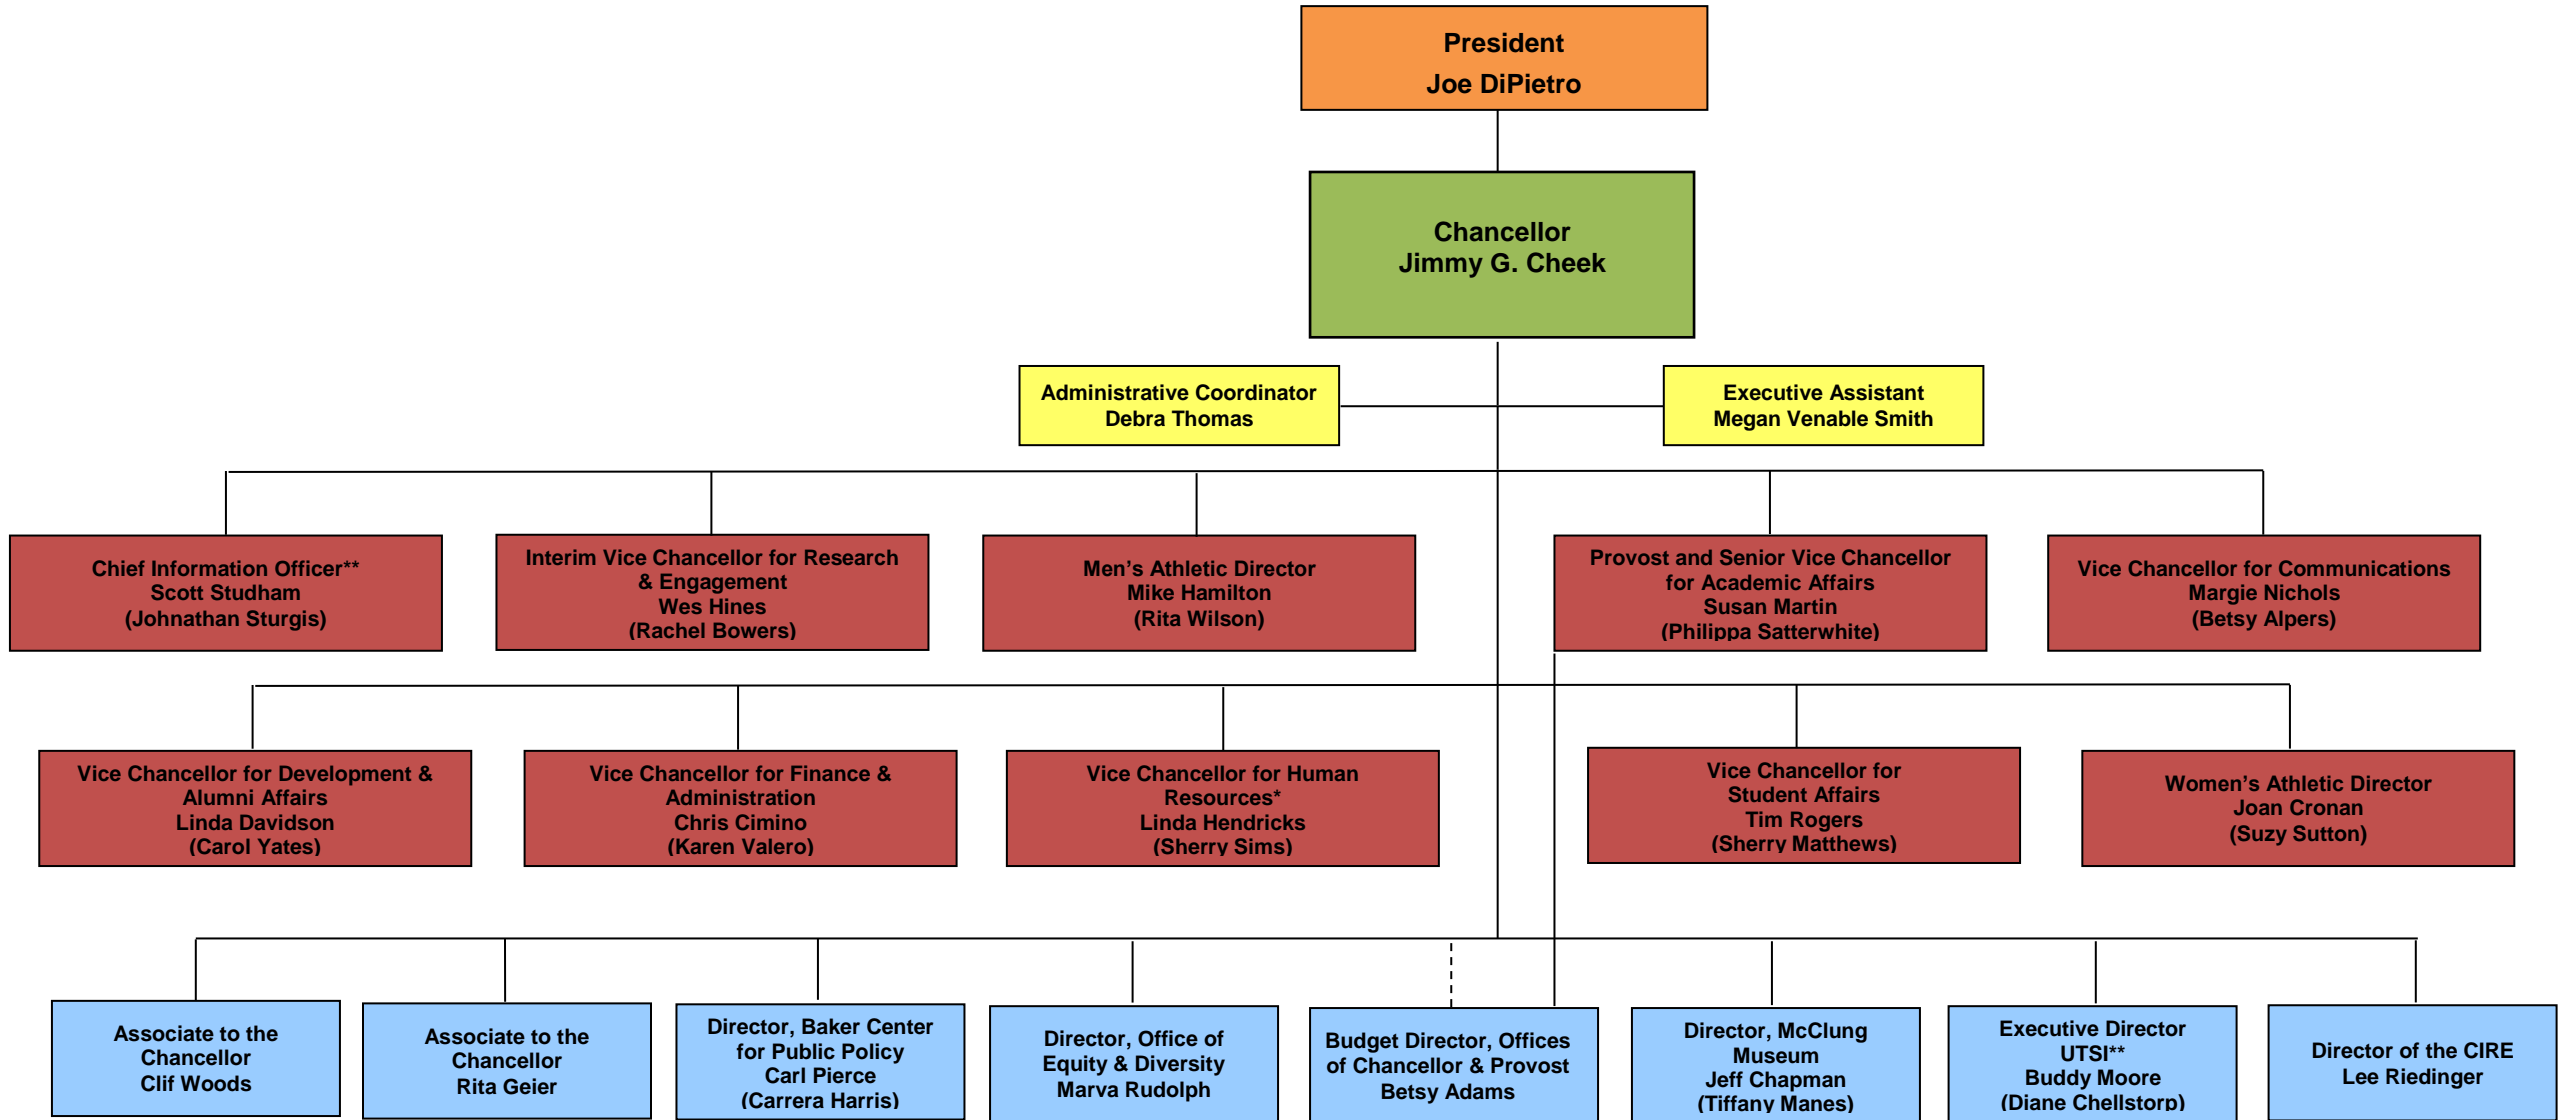 President
Joe DiPietro
Chancellor
Jimmy G. Cheek
Administrative Coordinator
Debra Thomas
Executive Assistant
Megan Venable Smith
Chief Information Officer**
Scott Studham
(Johnathan Sturgis)
Interim Vice Chancellor for Research
& Engagement
Wes Hines
(Rachel Bowers)
Men’s Athletic Director
Mike Hamilton
(Rita Wilson)
Provost and Senior Vice Chancellor
for Academic Affairs
Susan Martin
(Philippa Satterwhite)
Vice Chancellor for Communications
Margie Nichols
(Betsy Alpers)
Vice Chancellor for Development &
Alumni Affairs
Linda Davidson
(Carol Yates)
Vice Chancellor for Finance &
Administration
Chris Cimino
(Karen Valero)
Vice Chancellor for Human
Resources*
Linda Hendricks
(Sherry Sims)
Vice Chancellor for
Student Affairs
Tim Rogers
(Sherry Matthews)
Women’s Athletic Director
Joan Cronan
(Suzy Sutton)
Associate to the
Chancellor
Clif Woods
Associate to the
Chancellor
Rita Geier
Director, Baker Center
for Public Policy
Carl Pierce
(Carrera Harris)
Director, Office of
Equity & Diversity
Marva Rudolph
Budget Director, Offices
of Chancellor & Provost
Betsy Adams
Director, McClung
Museum
Jeff Chapman
(Tiffany Manes)
Executive Director
UTSI**
Buddy Moore
(Diane Chellstorp)
Director of the CIRE
Lee Riedinger